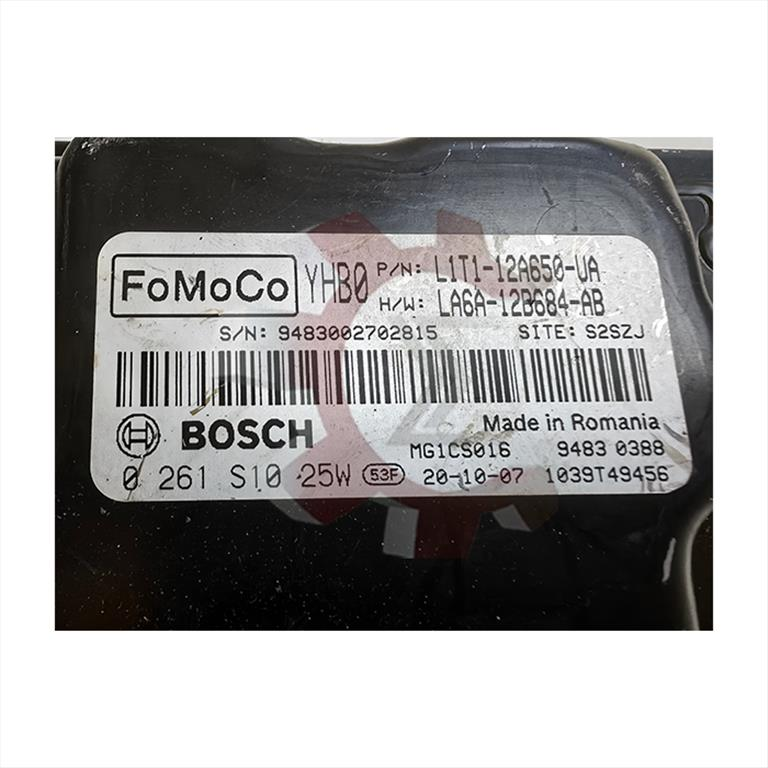 FoMoCo YHB0 P/N: L1T1-12A650-UA
H/W: LA6A-12B684-AB
S/N: 9483002702815 SITE: S2SZJ
BOSCH Made in Romania
MG1CS016 9483 0388
0 261 S10 25W 53F 20-10-07 1039T49456